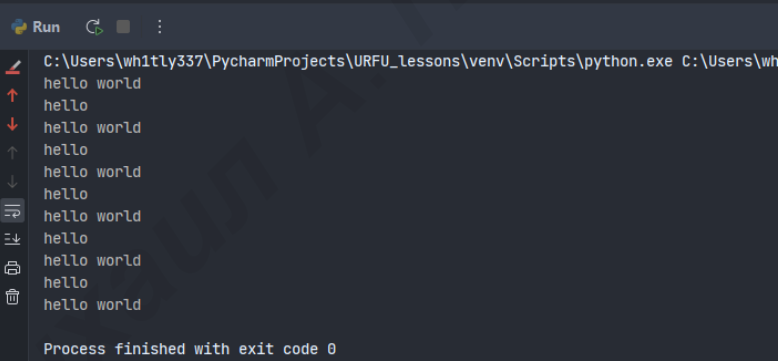 Run
C:\Users\wh1tly337\PycharmProjects\URFU_lessons\venv\Scripts\python.exe C:\Users\wh
hello world
hello
hello world
hello
hello world
hello
hello world
hello
hello world
hello
hello world
Process finished with exit code 0